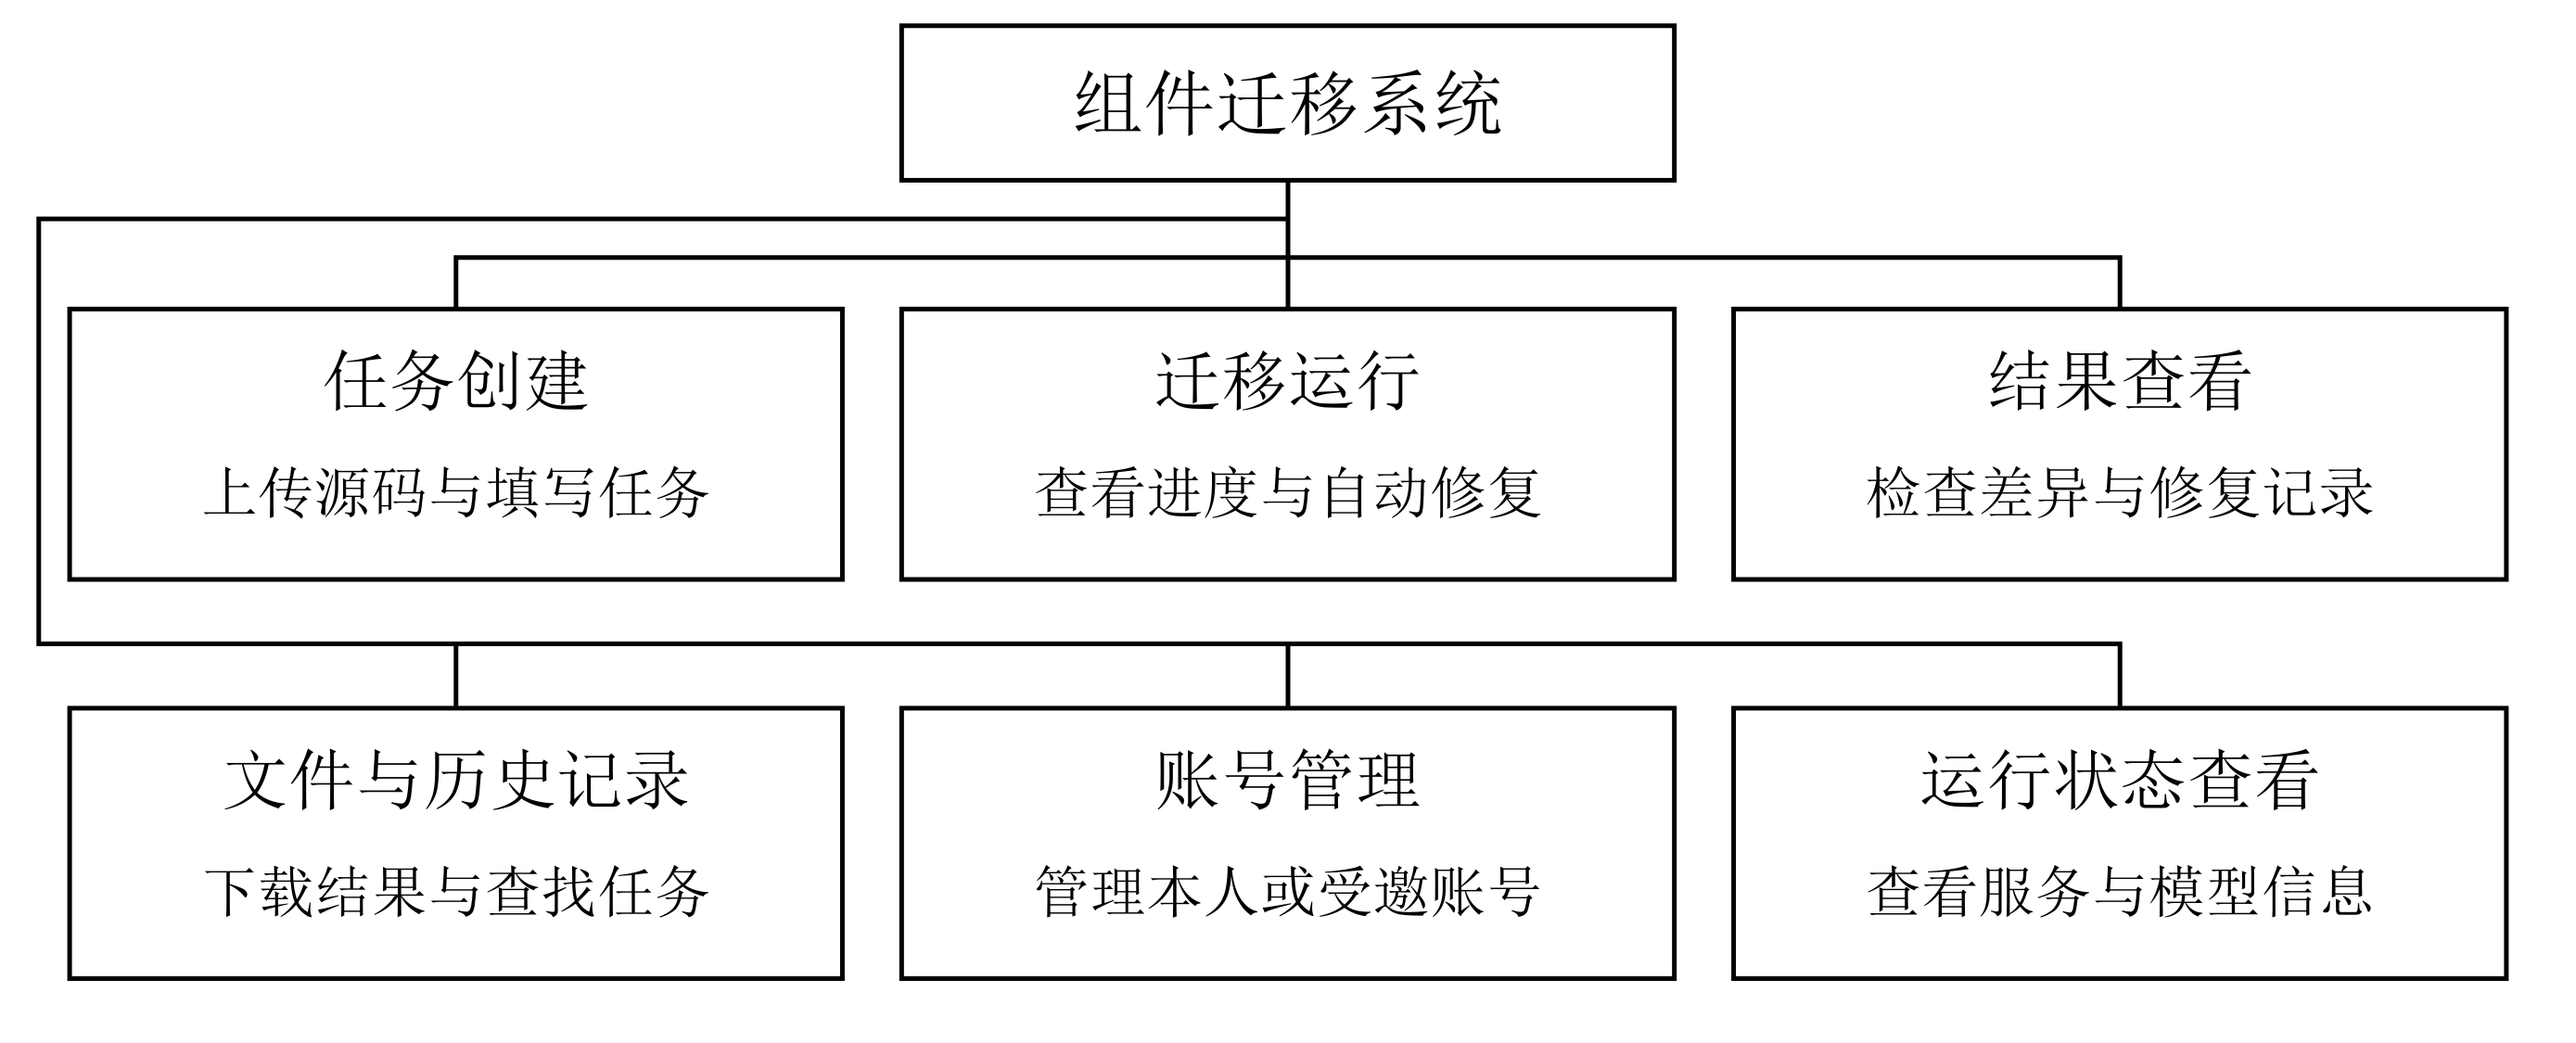 组件迁移系统
任务创建
上传源码与填写任务
迁移运行
查看进度与自动修复
结果查看
检查差异与修复记录
文件与历史记录
下载结果与查找任务
账号管理
管理本人或受邀账号
运行状态查看
查看服务与模型信息